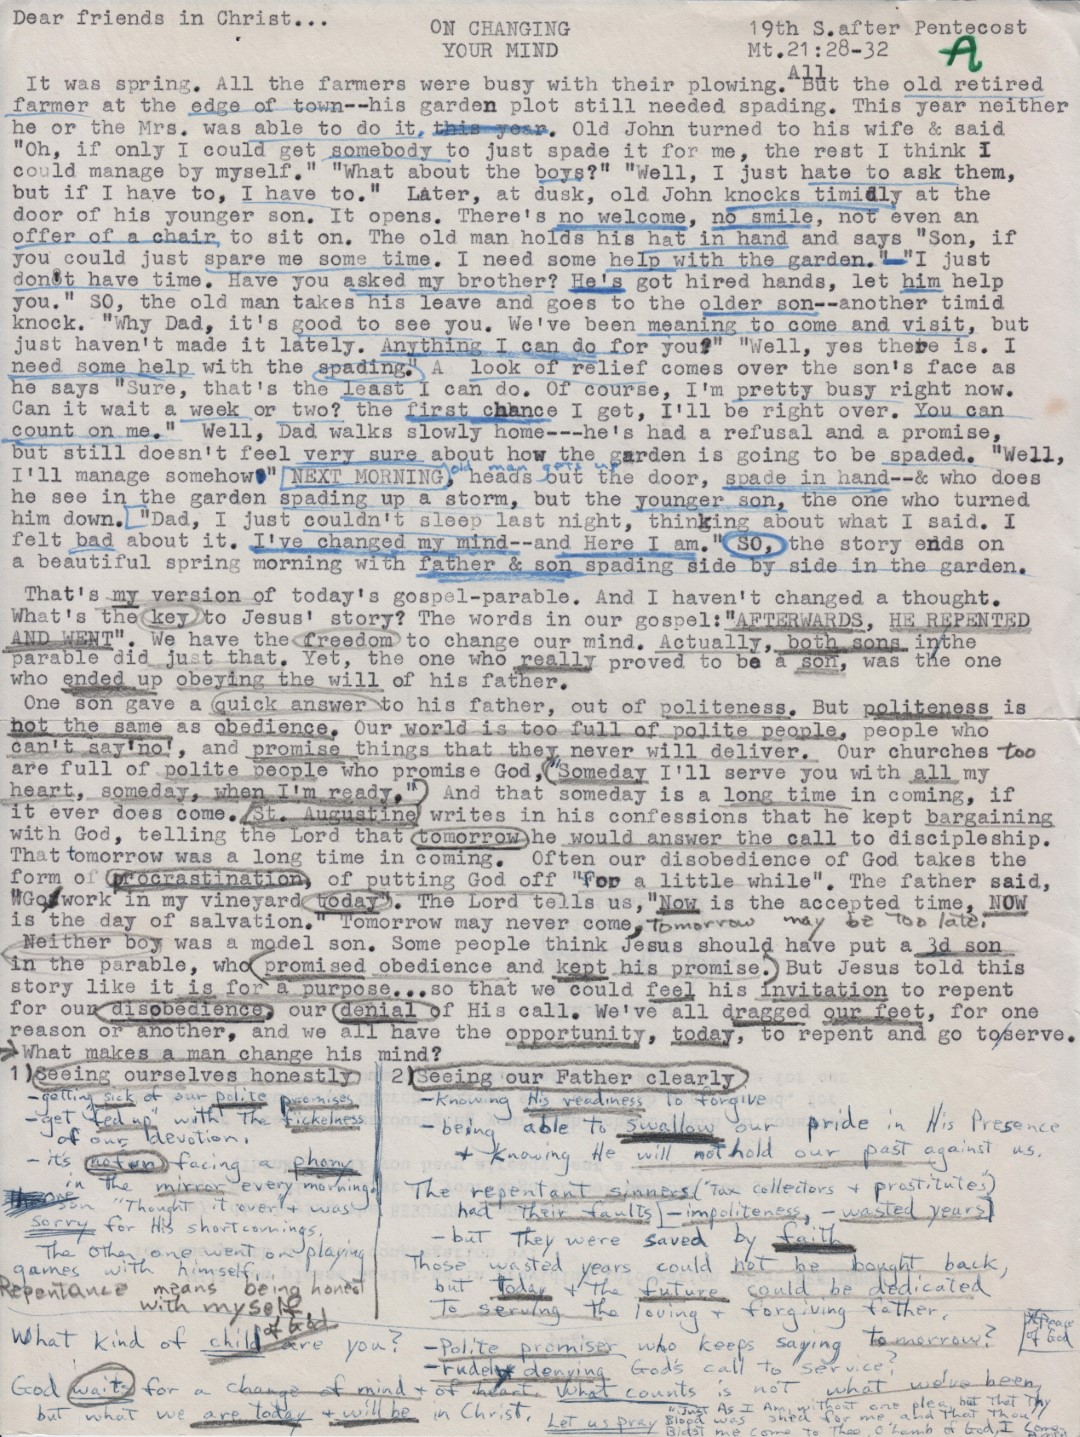 Dear friends in Christ...
ON CHANGING
YOUR MIND
19th S.after Pentecost
Mt.21:28-32
A
It was spring. All the farmers were busy with their plowing. All But the old retired
farmer at the edge of town--his garden plot still needed spading. This year neither
he or the Mrs. was able to do it, this year. Old John turned to his wife & said
"Oh, if only I could get somebody to just spade it for me, the rest I think I
could manage by myself." "What about the boys?" "Well, I just hate to ask them,
but if I have to, I have to." Later, at dusk, old John knocks timidly at the
door of his younger son. It opens. There's no welcome, no smile, not even an
offer of a chair to sit on. The old man holds his hat in hand and says "Son, if
you could just spare me some time. I need some help with the garden."--"I just
don't have time. Have you asked my brother? He's got hired hands, let him help
you." SO, the old man takes his leave and goes to the older son--another timid
knock. "Why Dad, it's good to see you. We've been meaning to come and visit, but
just haven't made it lately. Anything I can do for you?" "Well, yes there is. I
need some help with the spading." A look of relief comes over the son's face as
he says "Sure, that's the least I can do. Of course, I'm pretty busy right now.
Can it wait a week or two? the first chance I get, I'll be right over. You can
count on me." Well, Dad walks slowly home---he's had a refusal and a promise,
but still doesn't feel very sure about how the garden is going to be spaded. "Well,
I'll manage somehow." NEXT MORNING, old man gets up heads out the door, spade in hand--& who does
he see in the garden spading up a storm, but the younger son, the one who turned
him down. "Dad, I just couldn't sleep last night, thinking about what I said. I
felt bad about it. I've changed my mind--and Here I am." SO, the story ends on
a beautiful spring morning with father & son spading side by side in the garden.
That's my version of today's gospel-parable. And I haven't changed a thought.
What's the key to Jesus' story? The words in our gospel:"AFTERWARDS, HE REPENTED
AND WENT". We have the freedom to change our mind. Actually, both sons in the
parable did just that. Yet, the one who really proved to be a son, was the one
who ended up obeying the will of his father.
One son gave a quick answer to his father, out of politeness. But politeness is
not the same as obedience. Our world is too full of polite people, people who
can't say'no', and promise things that they never will deliver. Our churches too
are full of polite people who promise God,"Someday I'll serve you with all my
heart, someday, when I'm ready," And that someday is a long time in coming, if
it ever does come. St. Augustine writes in his confessions that he kept bargaining
with God, telling the Lord that tomorrow he would answer the call to discipleship.
That tomorrow was a long time in coming. Often our disobedience of God takes the
form of procrastination, of putting God off "For a little while". The father said,
"Go work in my vineyard today". The Lord tells us,"Now is the accepted time, NOW
is the day of salvation." Tomorrow may never come, Tomorrow may be too late.
Neither boy was a model son. Some people think Jesus should have put a 3d son
in the parable, who promised obedience and kept his promise. But Jesus told this
story like it is for a purpose...so that we could feel his invitation to repent
for our disobedience, our denial of His call. We've all dragged our feet, for one
reason or another, and we all have the opportunity, today, to repent and go to serve.
What makes a man change his mind?
1)Seeing ourselves honestly
-getting sick of our polite promises
-get "fed up" with the fickleness
of our devotion.
- it's no fun facing a phony
in the mirror every morning.
one son "Thought it over" + was
sorry for His shortcomings.
The other one went on playing
games with himself.
Repentance means being honest
with myself
2)Seeing our Father clearly
-knowing His readiness to forgive
-being able to swallow our pride in His Presence
+ knowing He will not hold our past against us.
The repentant sinners ("Tax collectors + prostitutes)
had their faults -impoliteness, -wasted years
-but they were saved by faith
Those wasted years could not be bought back,
but today + the future could be dedicated
To serving the loving + forgiving father.
What kind of child of God are you? -Polite promiser who keeps saying tomorrow?
-rudely denying God's call to service?
Peace of God
God waits for a change of mind + of heart. What counts is not what we've been,
but what we are today + will be in Christ. Let us pray "Just As I Am, without one plea, but That Thy
Blood was shed for me and That Thou
Bidst me come to Thee, O Lamb of God, I come